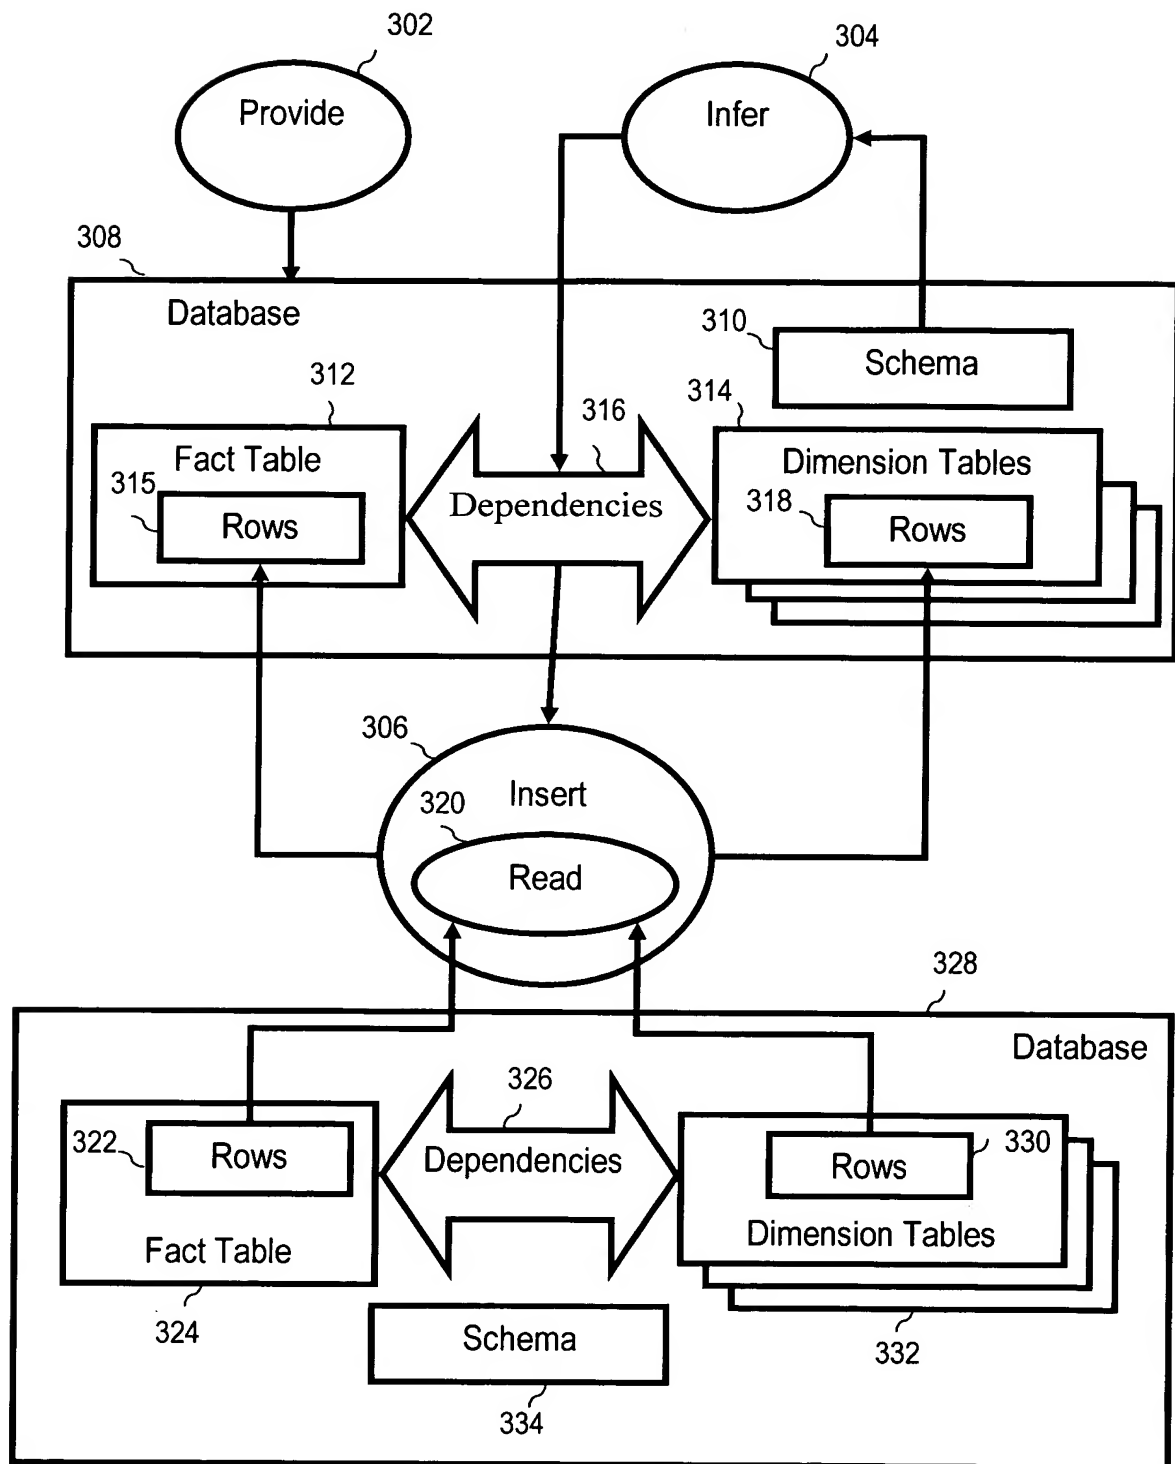 302
304
Provide
Infer
308
Database
310
Schema
312
316
314
Fact Table
Dimension Tables
315
Rows
Dependencies
318
Rows
306
Insert
320
Read
328
Database
326
322
Rows
Dependencies
Rows
330
Fact Table
Dimension Tables
324
Schema
332
334